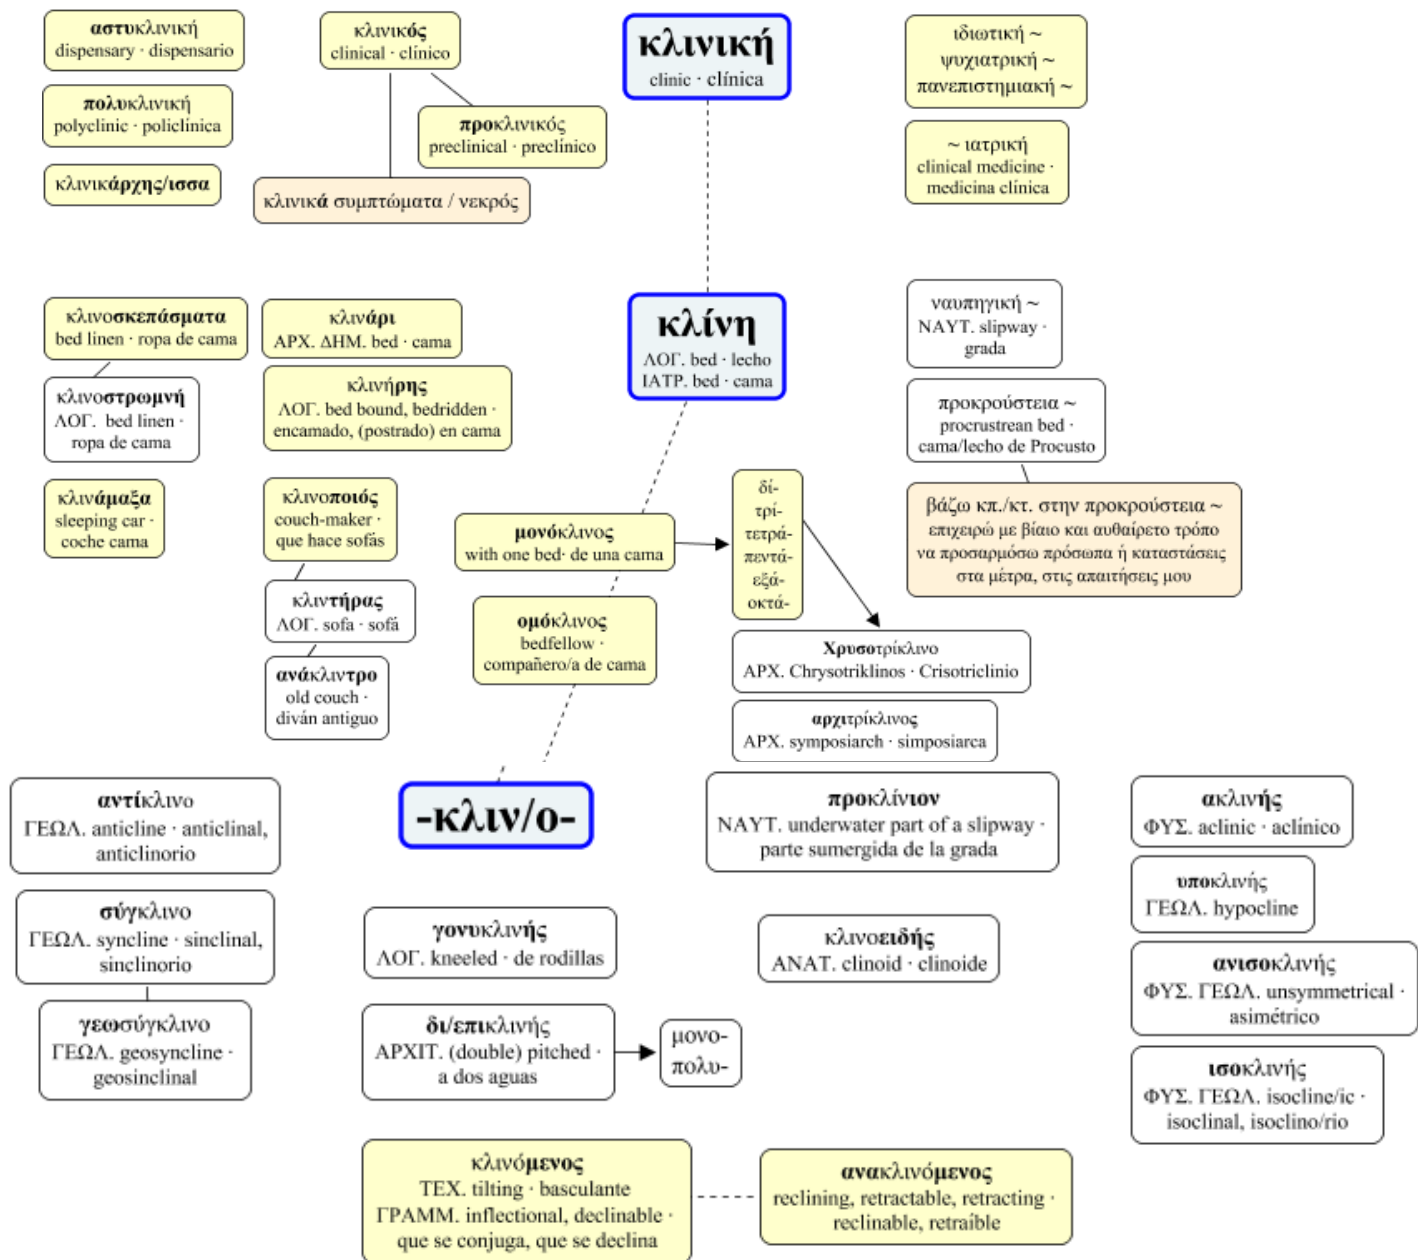 αστυκλινική
dispensary · dispensario
κλινικός
clinical · clínico
κλινική
clinic · clínica
ιδιωτική ~
ψυχιατρική ~
πανεπιστημιακή ~
πολυκλινική
polyclinic · policlínica
προκλινικός
preclinical · preclínico
~ ιατρική
clinical medicine ·
medicina clínica
κλινικάρχης/ισσα
κλινικά συμπτώματα / νεκρός
κλινοσκεπάσματα
bed linen · ropa de cama
κλινάρι
ΑΡΧ. ΔΗΜ. bed · cama
κλίνη
ΛΟΓ. bed · lecho
ΙΑΤΡ. bed · cama
ναυπηγική ~
ΝΑΥΤ. slipway ·
grada
κλινοστρωμνή
ΛΟΓ. bed linen ·
ropa de cama
κλινήρης
ΛΟΓ. bed bound, bedridden ·
encamado, (postrado) en cama
προκρούστεια ~
procrustrean bed ·
cama/lecho de Procusto
κλινάμαξα
sleeping car ·
coche cama
κλινοποιός
couch-maker ·
que hace sofás
μονόκλινος
with one bed· de una cama
δί-
τρί-
τετρά-
πεντά-
εξά-
οκτά-
βάζω κπ./κτ. στην προκρούστεια ~
επιχειρώ με βίαιο και αυθαίρετο τρόπο
να προσαρμόσω πρόσωπα ή καταστάσεις
στα μέτρα, στις απαιτήσεις μου
κλιντήρας
ΛΟΓ. sofa · sofá
ομόκλινος
bedfellow ·
compañero/a de cama
Χρυσοτρίκλινο
ΑΡΧ. Chrysotriklinos · Crisotriclinio
ανάκλιντρο
old couch ·
diván antiguo
αρχιτρίκλινος
ΑΡΧ. symposiarch · simposiarca
αντίκλινο
ΓΕΩΛ. anticline · anticlinal,
anticlinorio
-κλιν/ο-
προκλίνιον
ΝΑΥΤ. underwater part of a slipway ·
parte sumergida de la grada
ακλινής
ΦΥΣ. aclinic · aclínico
υποκλινής
ΓΕΩΛ. hypocline
σύγκλινο
ΓΕΩΛ. syncline · sinclinal,
sinclinorio
γονυκλινής
ΛΟΓ. kneeled · de rodillas
κλινοειδής
ΑΝΑΤ. clinoid · clinoide
ανισοκλινής
ΦΥΣ. ΓΕΩΛ. unsymmetrical ·
asimétrico
γεωσύγκλινο
ΓΕΩΛ. geosyncline ·
geosinclinal
δι/επικλινής
ΑΡΧΙΤ. (double) pitched ·
a dos aguas
μονο-
πολυ-
ισοκλινής
ΦΥΣ. ΓΕΩΛ. isocline/ic ·
isoclinal, isoclino/rio
κλινόμενος
ΤΕΧ. tilting · basculante
ΓΡΑΜΜ. inflectional, declinable ·
que se conjuga, que se declina
ανακλινόμενος
reclining, retractable, retracting ·
reclinable, retraíble